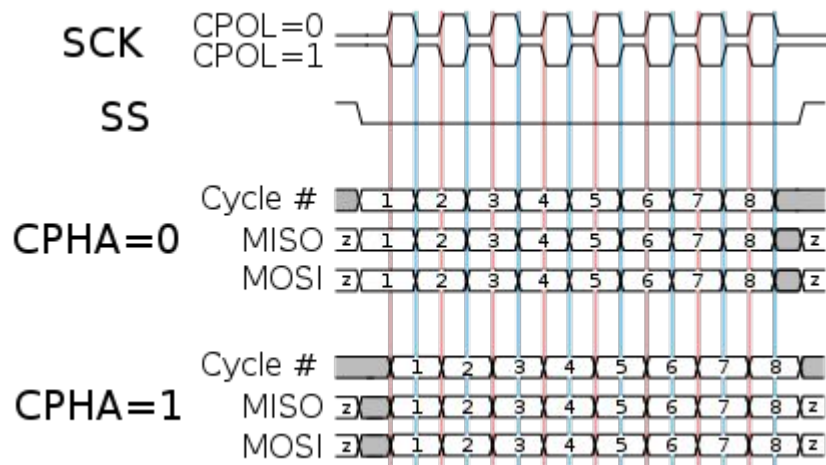 SCK CPOL=0
CPOL=1
SS
Cycle # 1 2 3 4 5 6 7 8
CPHA=0 MISO z 1 2 3 4 5 6 7 8 z
MOSI z 1 2 3 4 5 6 7 8 z
Cycle # 1 2 3 4 5 6 7 8
CPHA=1 MISO z 1 2 3 4 5 6 7 8 z
MOSI z 1 2 3 4 5 6 7 8 z